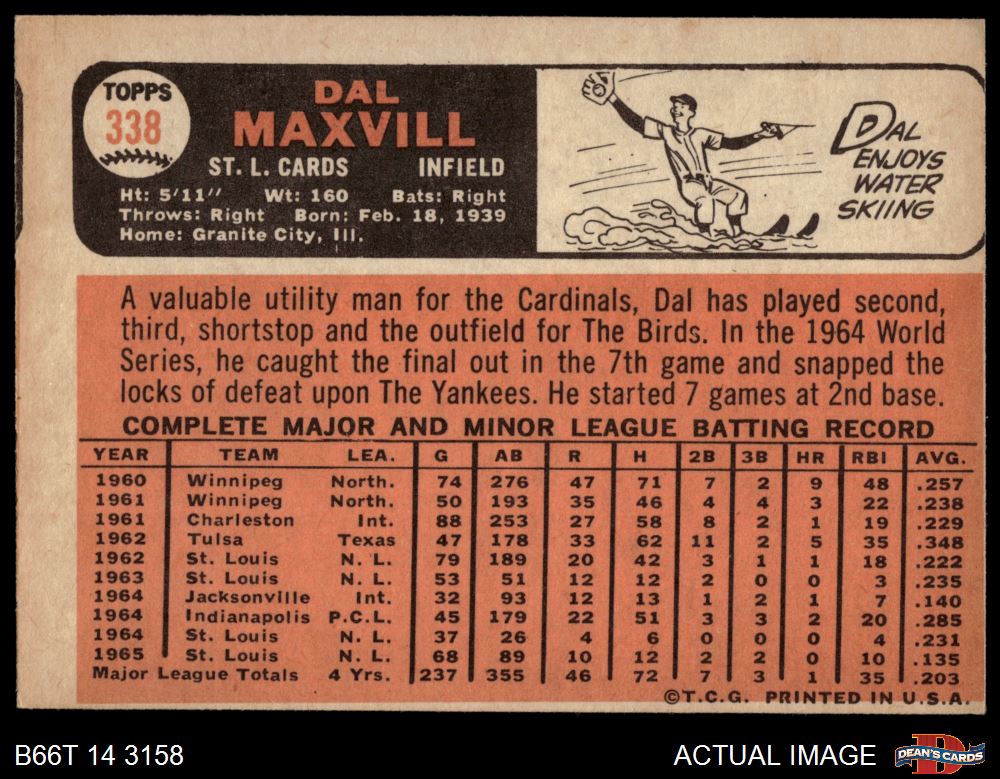 TOPPS
338
DAL
MAXVILL
ST. L. CARDS INFIELD
Ht: 5'11" Wt: 160 Bats: Right
Throws: Right Born: Feb. 18, 1939
Home: Granite City, Ill.
DAL
ENJOYS
WATER
SKIING
A valuable utility man for the Cardinals, Dal has played second,
third, shortstop and the outfield for The Birds. In the 1964 World
Series, he caught the final out in the 7th game and snapped the
locks of defeat upon The Yankees. He started 7 games at 2nd base.
COMPLETE MAJOR AND MINOR LEAGUE BATTING RECORD
YEAR TEAM LEA. G AB R H 2B 3B HR RBI AVG.
1960 Winnipeg North. 74 276 47 71 7 2 9 48 .257
1961 Winnipeg North. 50 193 35 46 4 4 3 22 .238
1961 Charleston Int. 88 253 27 58 8 2 1 19 .229
1962 Tulsa Texas 47 178 33 62 11 2 5 35 .348
1962 St. Louis N. L. 79 189 20 42 3 1 1 18 .222
1963 St. Louis N. L. 53 51 12 12 2 0 0 3 .235
1964 Jacksonville Int. 32 93 12 13 1 2 1 7 .140
1964 Indianapolis P.C.L. 45 179 22 51 3 3 2 20 .285
1964 St. Louis N. L. 37 26 4 6 0 0 0 4 .231
1965 St. Louis N. L. 68 89 10 12 2 2 0 10 .135
Major League Totals 4 Yrs. 237 355 46 72 7 3 1 35 .203
©T.C.G. PRINTED IN U.S.A.
B66T 14 3158 ACTUAL IMAGE DEAN'S CARDS